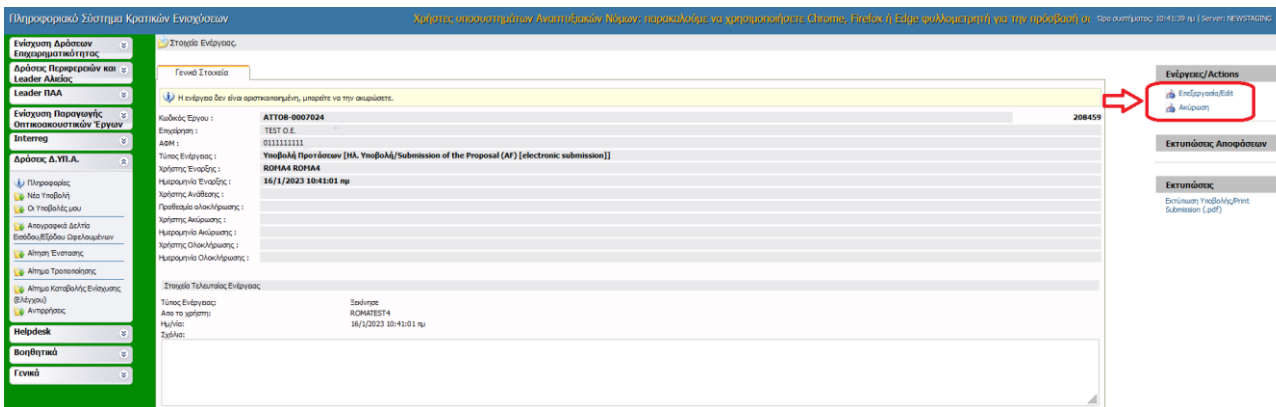 Πληροφοριακό Σύστημα Κρατικών Ενισχύσεων
Χρήστες υποσυστημάτων Αναπτυξιακών Νόμων: παρακαλούμε να χρησιμοποιήσετε Chrome, Firefox ή Edge φυλλομετρητή για την πρόσβασή σας
Ώρα συστήματος: 10:41:39 πμ | Server: NEWSTAGING
Ενίσχυση Δράσεων
Επιχειρηματικότητας
Δράσεις Περιφερειών και
Leader Αλιείας
Leader ΠΑΑ
Ενίσχυση Παραγωγής
Οπτικοακουστικών Έργων
Interreg
Δράσεις Δ.ΥΠ.Α.
Πληροφορίες
Νέα Υποβολή
Οι Υποβολές μου
Απογραφικά Δελτία
Εισόδου/Εξόδου Ωφελουμένων
Αίτηση Ένστασης
Αίτημα Τροποποίησης
Αίτημα Καταβολής Ενίσχυσης
(Ελέγχου)
Αντιρρήσεις
Helpdesk
Βοηθητικά
Γενικά
Στοιχεία Ενέργειας.
Γενικά Στοιχεία
Η ενέργεια δεν είναι οριστικοποιημένη, μπορείτε να την ακυρώσετε.
Κωδικός Έργου : ΑΤΤΟ8-0007024 208459
Επιχείρηση : TEST Ο.Ε.
ΑΦΜ : 0111111111
Τύπος Ενέργειας : Υποβολή Προτάσεων [Ηλ. Υποβολή/Submission of the Proposal (AF) [electronic submission]]
Χρήστης Έναρξης : ROMA4 ROMA4
Ημερομηνία Έναρξης : 16/1/2023 10:41:01 πμ
Χρήστης Ανάθεσης :
Προθεσμία ολοκλήρωσης :
Χρήστης Ακύρωσης :
Ημερομηνία Ακύρωσης :
Χρήστης Ολοκλήρωσης :
Ημερομηνία Ολοκλήρωσης :
Στοιχεία Τελευταίας Ενέργειας
Τύπος Ενέργειας: Ξεκίνησε
Απο το χρήστη: ROMATEST4
Ημ/νία: 16/1/2023 10:41:01 πμ
Σχόλια:
Ενέργειες/Actions
Επεξεργασία/Edit
Ακύρωση
Εκτυπώσεις Αποφάσεων
Εκτυπώσεις
Εκτύπωση Υποβολής/Print
Submission (.pdf)